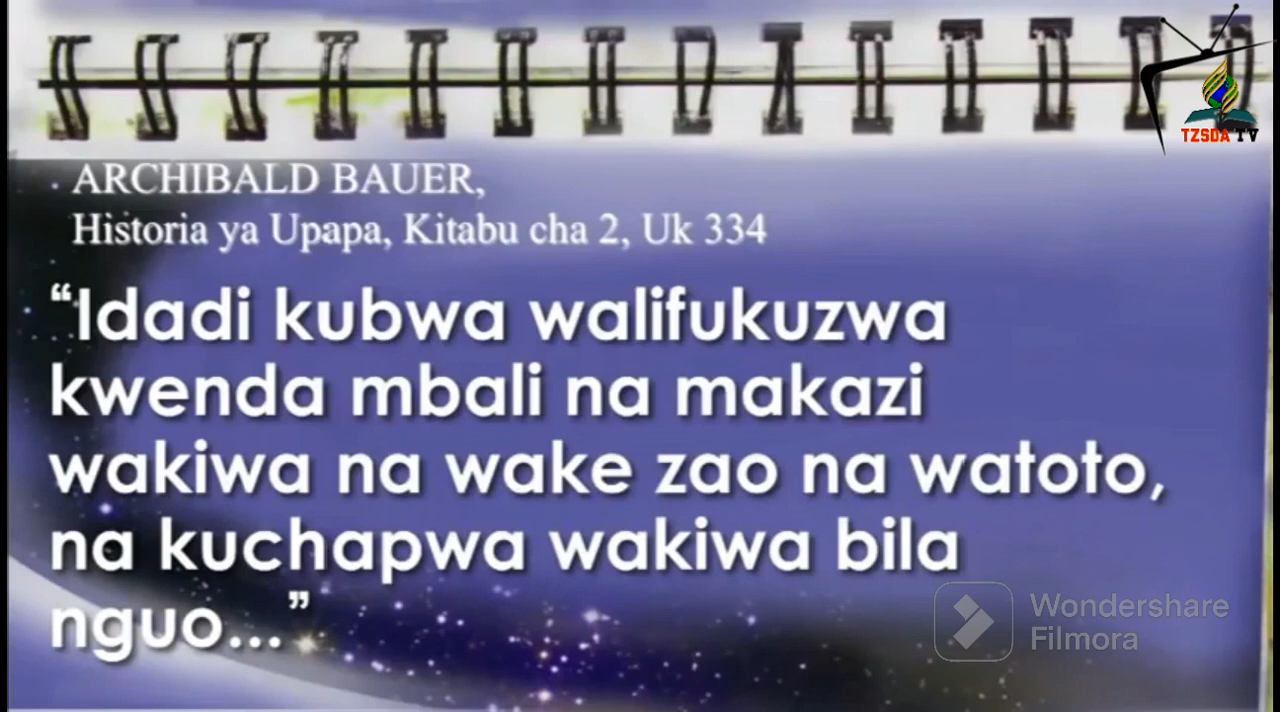 TZSDA TV
ARCHIBALD BAUER,
Historia ya Upapa, Kitabu cha 2, Uk 334
“Idadi kubwa walifukuzwa
kwenda mbali na makazi
wakiwa na wake zao na watoto,
na kuchapwa wakiwa bila
nguo...”
Wondershare
Filmora